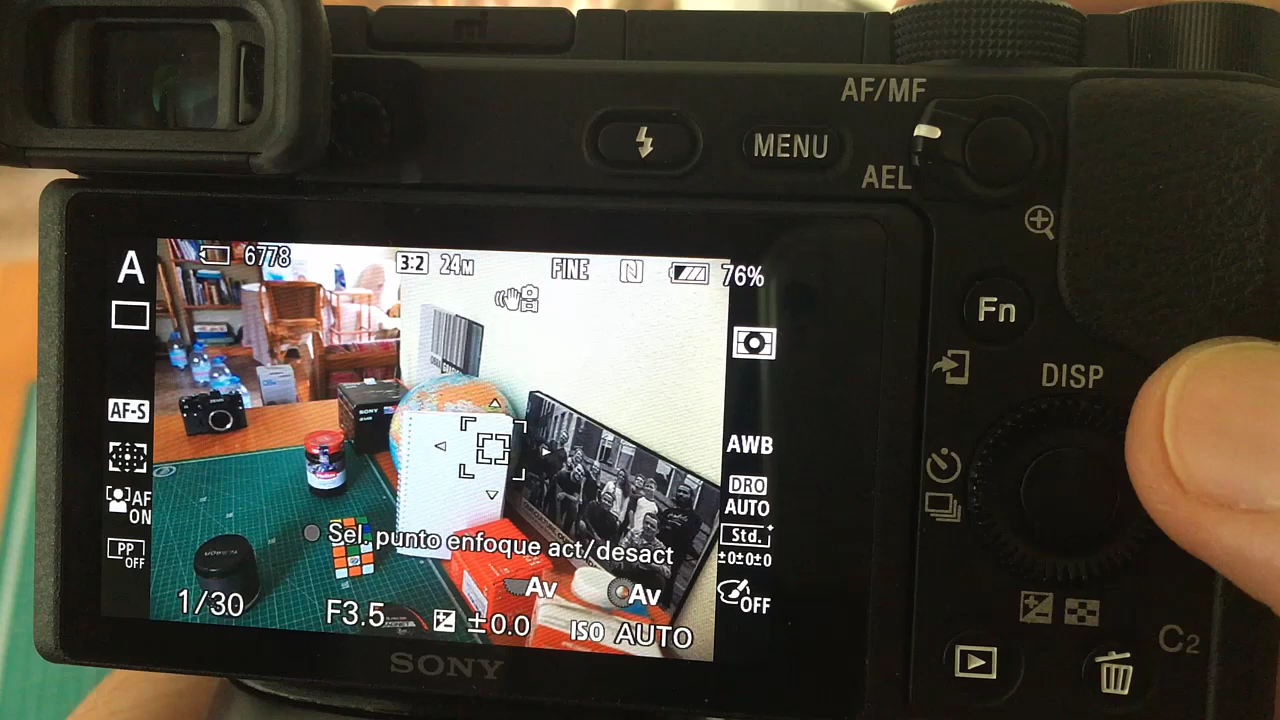 mi
AF/MF
MENU
AEL
A
6778
3:2 24M
FINE
N
76%
SONY
AF-S
AWB
DRO
AUTO
AF
ON
Std.
±0±0±0
PP
OFF
OFF
Sel. punto enfoque act/desact
Av
Av
1/30
F3.5
±0.0
ISO AUTO
SONY
Fn
DISP
C2